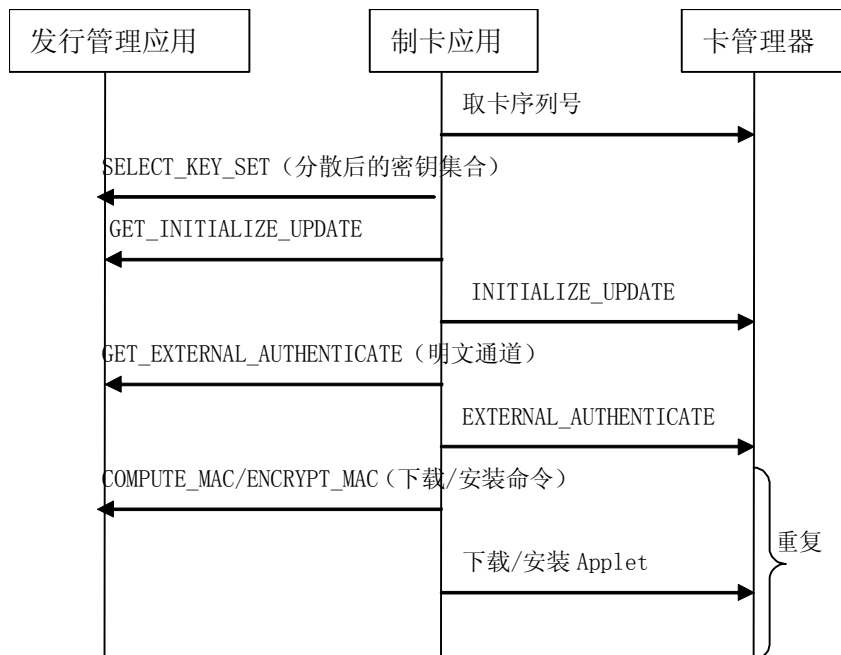 发行管理应用
制卡应用
卡管理器
取卡序列号
SELECT_KEY_SET（分散后的密钥集合）
GET_INITIALIZE_UPDATE
INITIALIZE_UPDATE
GET_EXTERNAL_AUTHENTICATE（明文通道）
EXTERNAL_AUTHENTICATE
COMPUTE_MAC/ENCRYPT_MAC（下载/安装命令）
重复
下载/安装 Applet